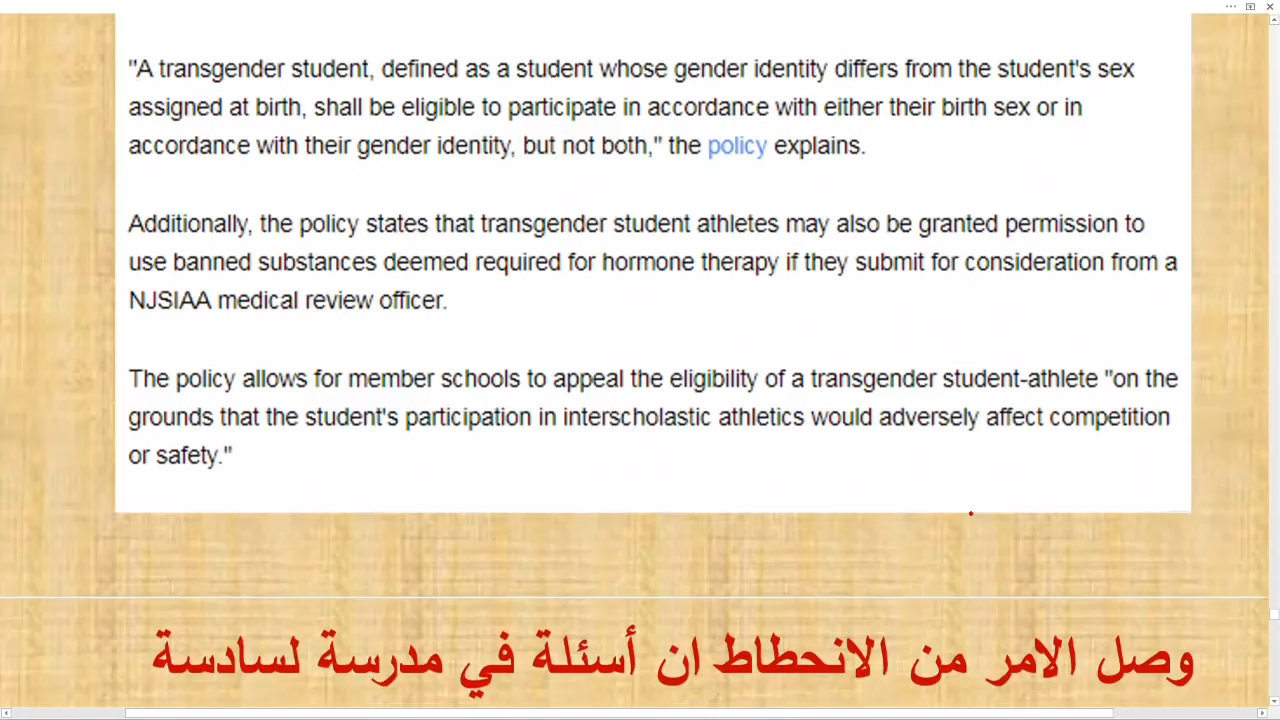 "A transgender student, defined as a student whose gender identity differs from the student's sex
assigned at birth, shall be eligible to participate in accordance with either their birth sex or in
accordance with their gender identity, but not both," the policy explains.
Additionally, the policy states that transgender student athletes may also be granted permission to
use banned substances deemed required for hormone therapy if they submit for consideration from a
NJSIAA medical review officer.
The policy allows for member schools to appeal the eligibility of a transgender student-athlete "on the
grounds that the student's participation in interscholastic athletics would adversely affect competition
or safety."
وصل الامر من الانحطاط ان أسئلة في مدرسة لسادسة